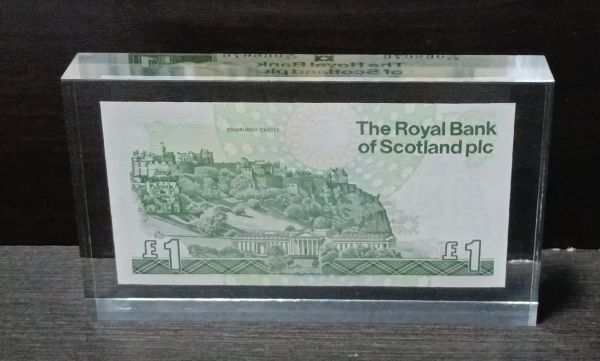 EDINBURGH CASTLE
The Royal Bank
of Scotland plc
£1
£1